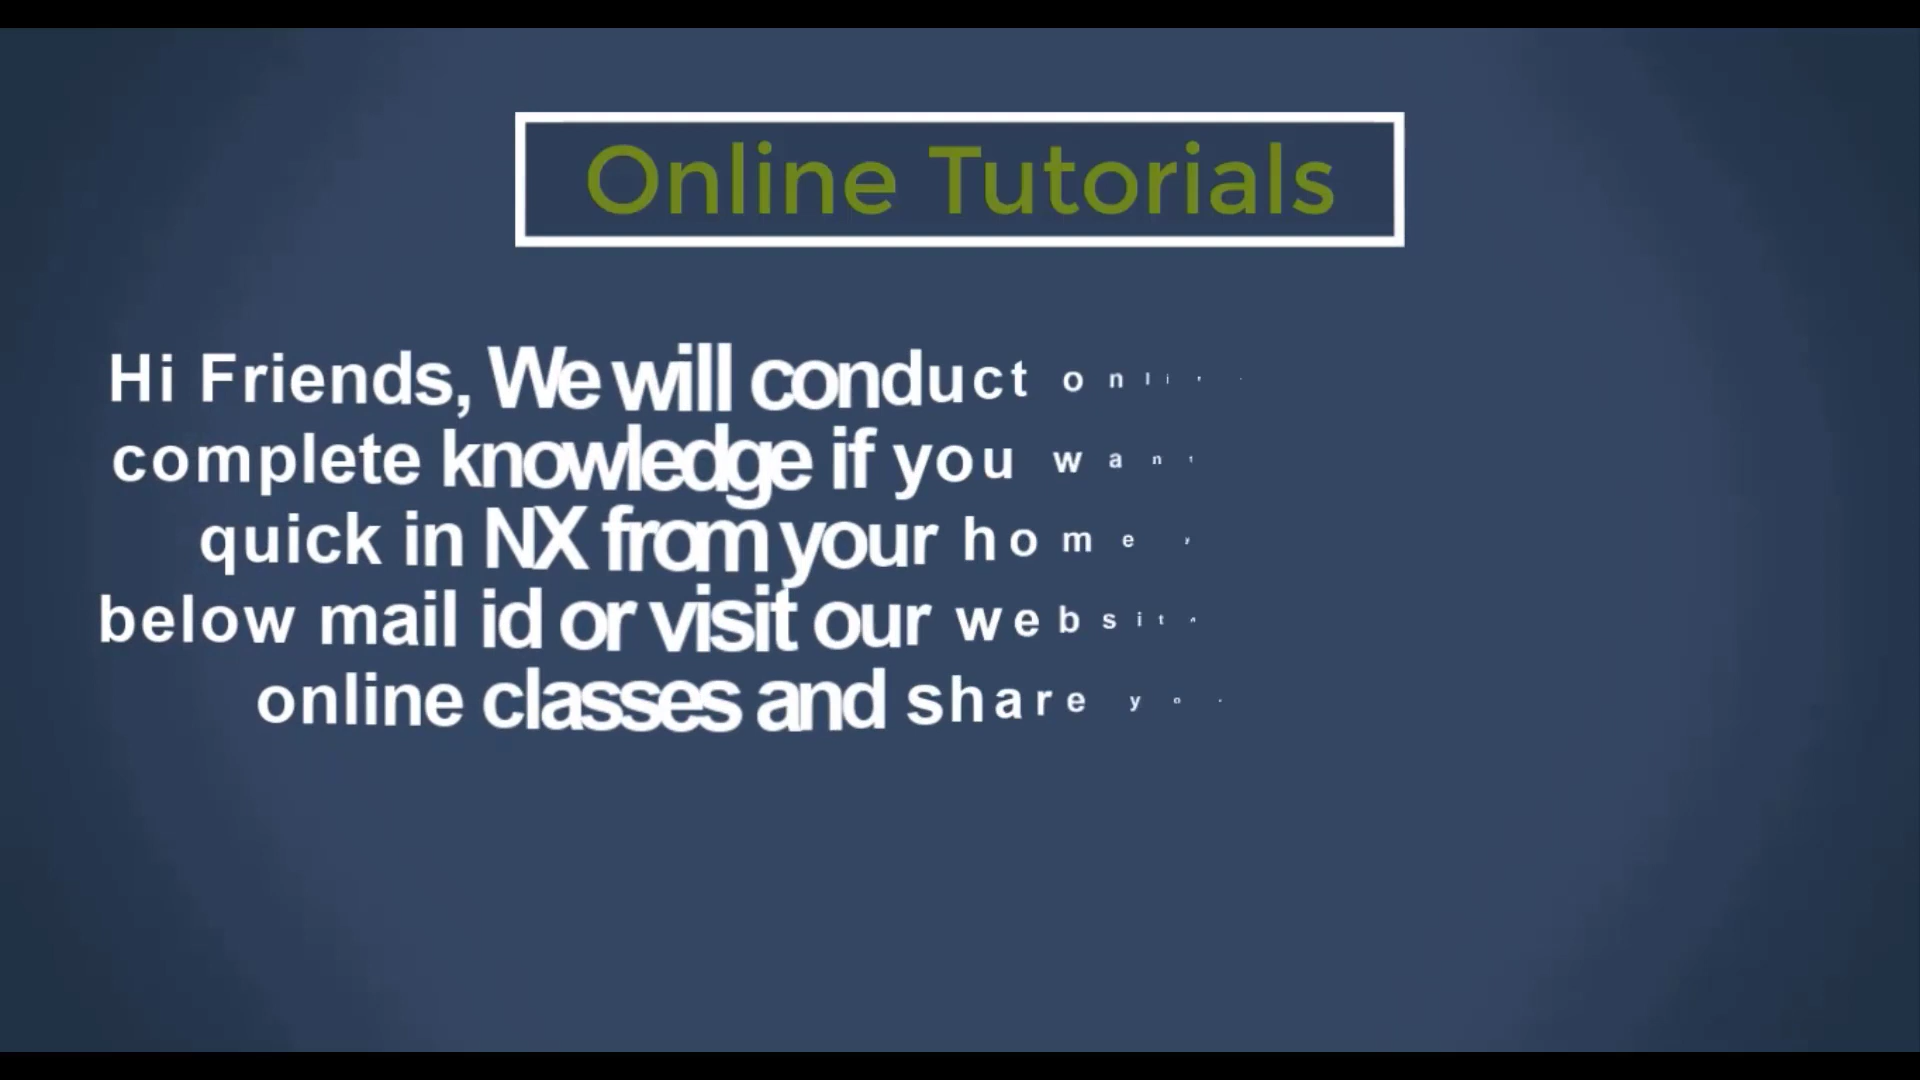 Online Tutorials
Hi Friends, We will conduct
complete knowledge if you
quick in NX from your home
below mail id or visit our
online classes and share